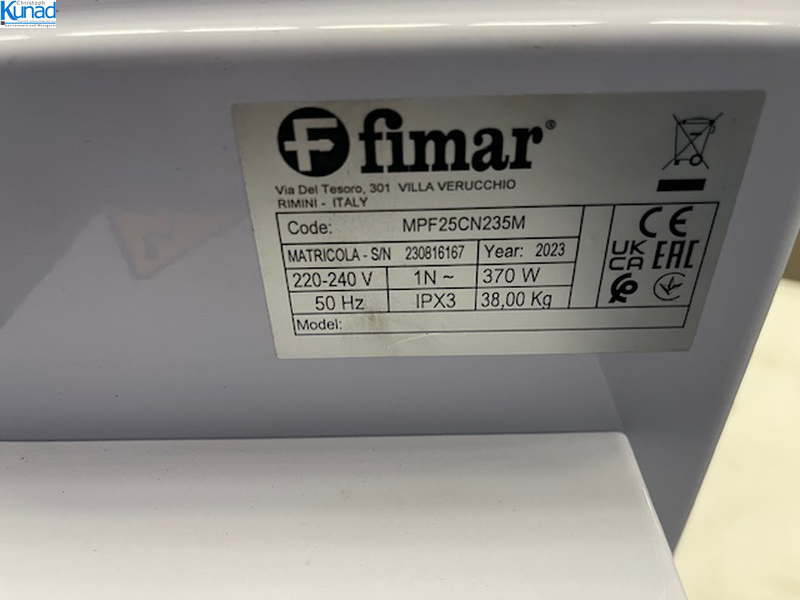 Christoph
Kunad
fimar®
Via Del Tesoro, 301 VILLA VERUCCHIO
RIMINI - ITALY
Code: MPF25CN235M
MATRICOLA - S/N 230816167 Year: 2023
220-240 V 1N ~ 370 W
50 Hz IPX3 38,00 Kg
Model:
CE
UK CA EAC